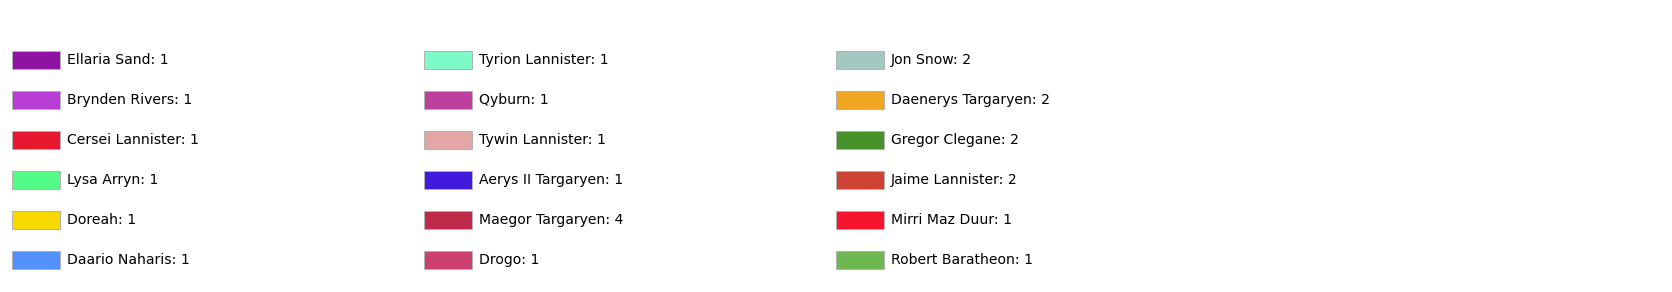 Ellaria Sand: 1
Brynden Rivers: 1
Cersei Lannister: 1
Lysa Arryn: 1
Doreah: 1
Daario Naharis: 1
Tyrion Lannister: 1
Qyburn: 1
Tywin Lannister: 1
Aerys II Targaryen: 1
Maegor Targaryen: 4
Drogo: 1
Jon Snow: 2
Daenerys Targaryen: 2
Gregor Clegane: 2
Jaime Lannister: 2
Mirri Maz Duur: 1
Robert Baratheon: 1